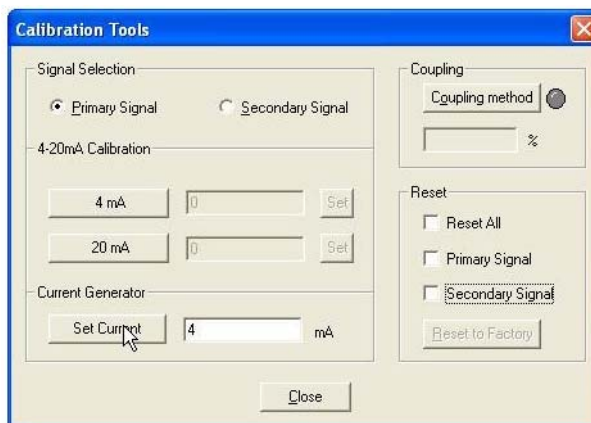 Calibration Tools
Signal Selection
Primary Signal
Secondary Signal
4-20mA Calibration
4 mA
0
Set
20 mA
0
Set
Current Generator
Set Current
4
mA
Coupling
Coupling method
%
Reset
Reset All
Primary Signal
Secondary Signal
Reset to Factory
Close